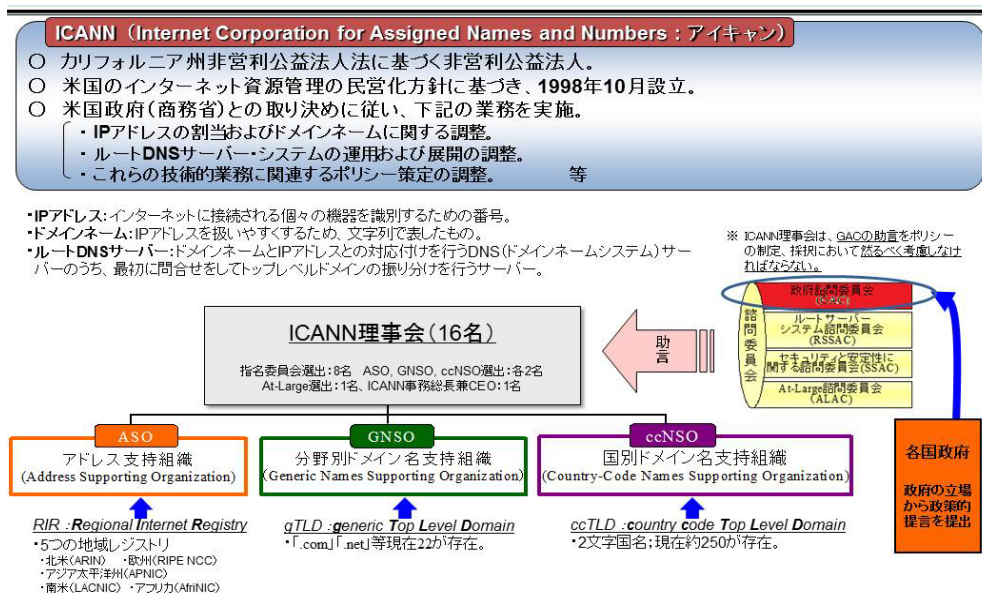 ICANN（Internet Corporation for Assigned Names and Numbers：アイキャン）
○ カリフォルニア州非営利公益法人法に基づく非営利公益法人。
○ 米国のインターネット資源管理の民営化方針に基づき、1998年10月設立。
○ 米国政府（商務省）との取り決めに従い、下記の業務を実施。
・IPアドレスの割当およびドメインネームに関する調整。
・ルートDNSサーバー・システムの運用および展開の調整。
・これらの技術的業務に関連するポリシー策定の調整。 等
・IPアドレス：インターネットに接続される個々の機器を識別するための番号。
・ドメインネーム：IPアドレスを扱いやすくするため、文字列で表したもの。
・ルートDNSサーバー：ドメインネームとIPアドレスとの対応付けを行うDNS（ドメインネームシステム）サー
バーのうち、最初に問合せをしてトップレベルドメインの振り分けを行うサーバー。
※ ICANN理事会は、GACの助言をポリシー
の制定、採択において然るべく考慮しなけ
ればならない。
諮問委員会
政府諮問委員会
(GAC)
ルートサーバー
システム諮問委員会
(RSSAC)
セキュリティと安定性に
関する諮問委員会(SSAC)
At-Large諮問委員会
(ALAC)
助言
ICANN理事会（16名）
指名委員会選出：8名 ASO, GNSO, ccNSO選出：各2名
At-Large選出：1名、ICANN事務総長兼CEO：1名
ASO
アドレス支持組織
(Address Supporting Organization)
GNSO
分野別ドメイン名支持組織
(Generic Names Supporting Organization)
ccNSO
国別ドメイン名支持組織
(Country-Code Names Supporting Organization)
各国政府
政府の立場
から政策的
提言を提出
RIR :Regional Internet Registry
・5つの地域レジストリ
・北米(ARIN) ・欧州(RIPE NCC)
・アジア太平洋州(APNIC)
・南米(LACNIC) ・アフリカ(AfriNIC)
gTLD :generic Top Level Domain
・「.com」「.net」等現在22が存在。
ccTLD :country code Top Level Domain
・2文字国名；現在約250が存在。